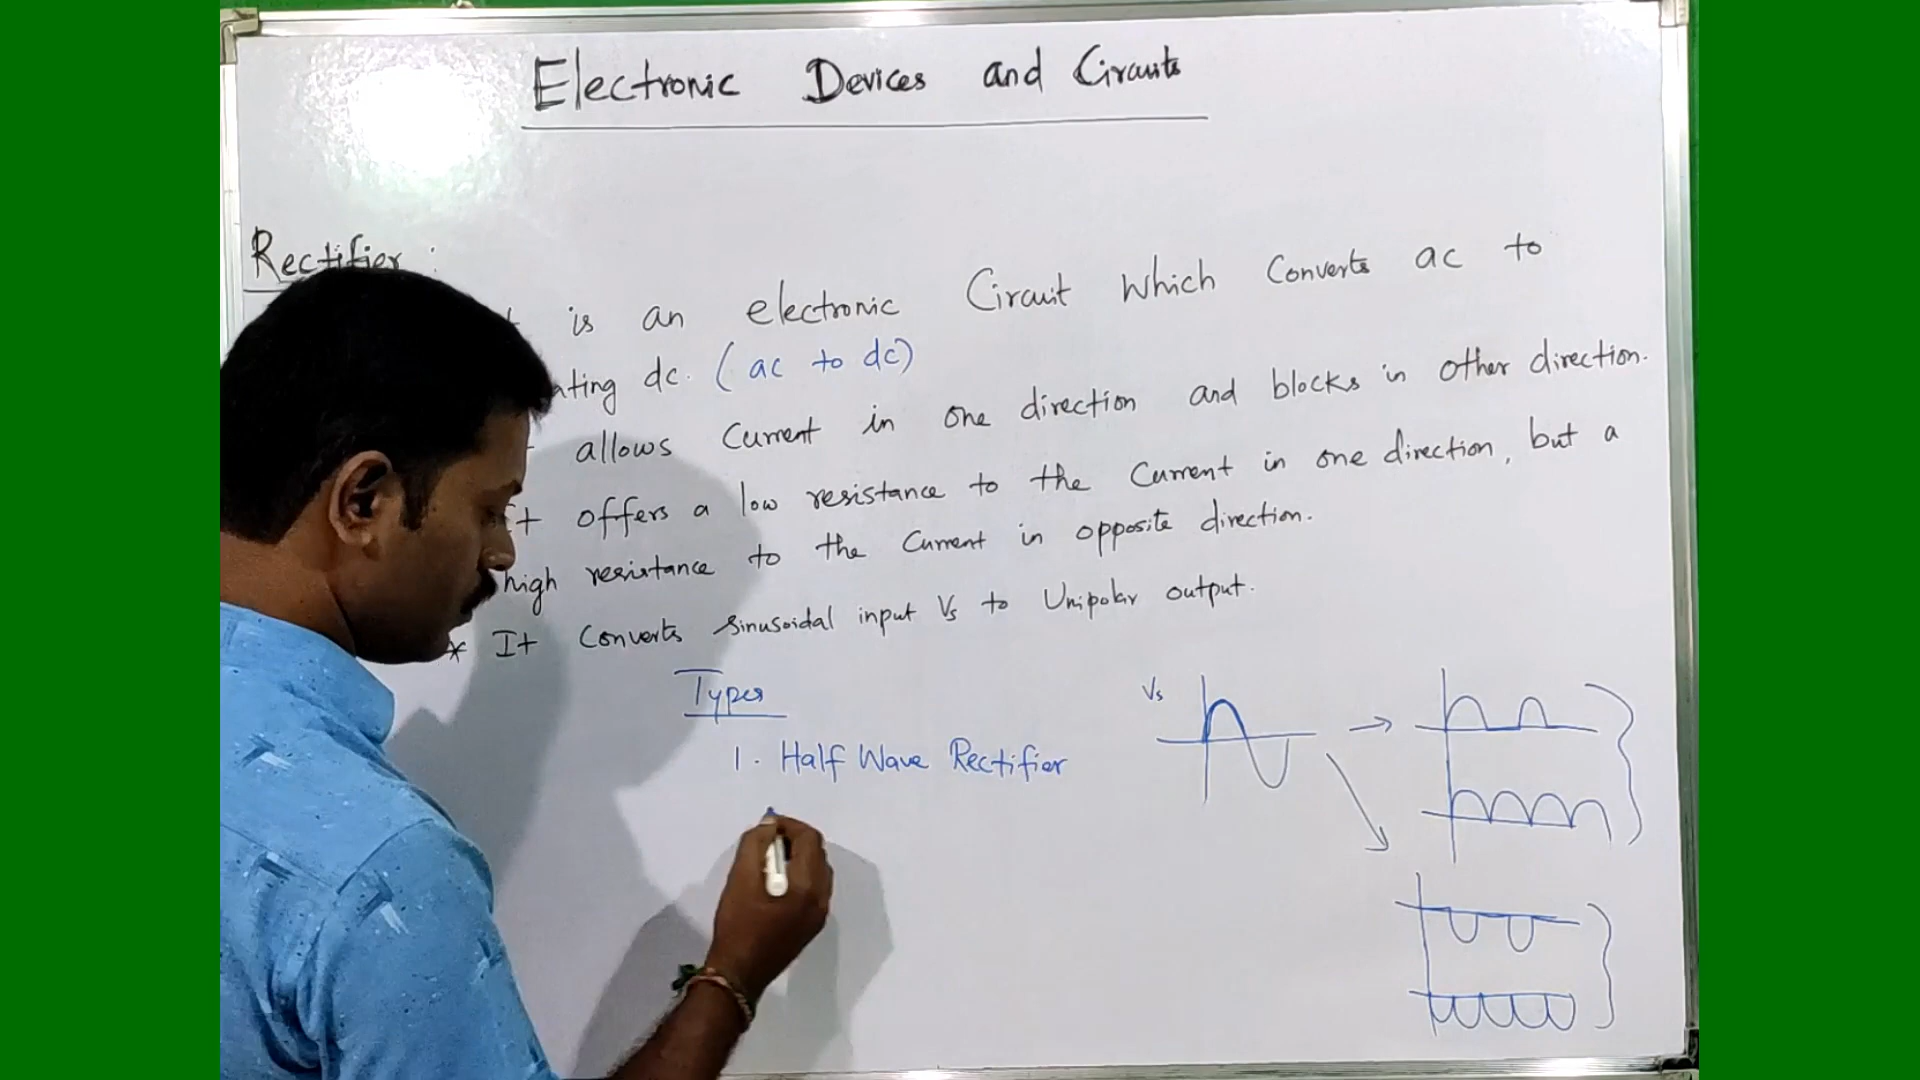 Electronic Devices and Circuits
Rectifier :
is an electronic Circuit Which Converts ac to
ating dc. (ac to dc)
allows Current in one direction and blocks in other direction.
It offers a low resistance to the Current in one direction, but a
high resistance to the Current in opposite direction.
* It Converts sinusoidal input Vs to Unipolar output.
Types
Vs
1. Half Wave Rectifier